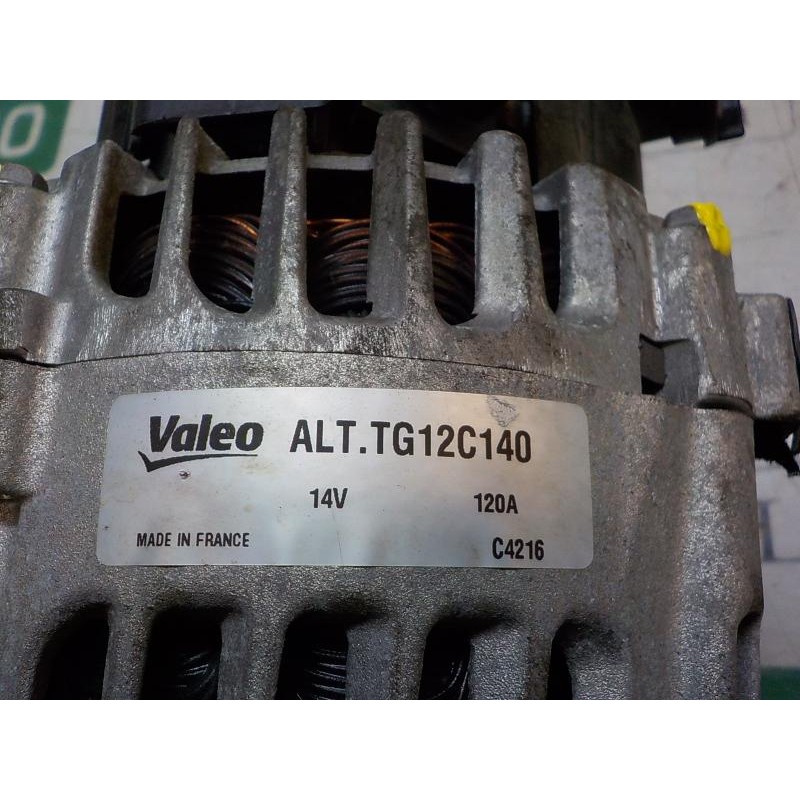 Valeo ALT.TG12C140
14V 120A
MADE IN FRANCE C4216